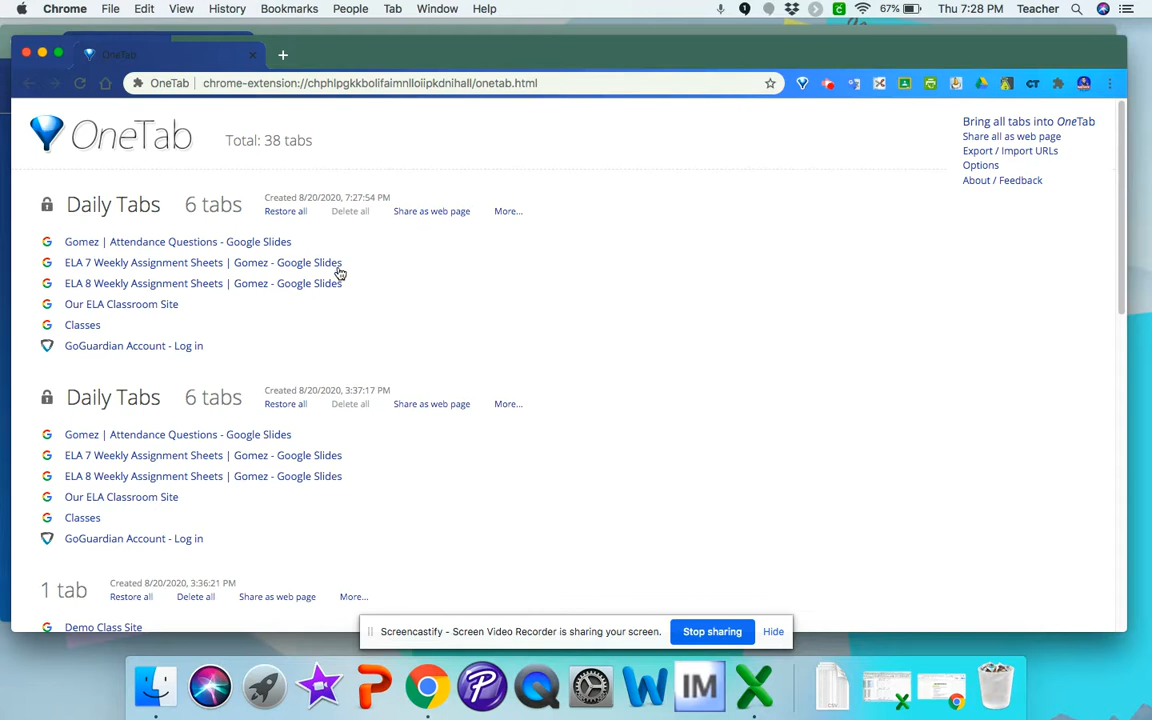 Chrome File Edit View History Bookmarks People Tab Window Help 67% Thu 7:28 PM Teacher
OneTab
OneTab chrome-extension://chphlpgkkbolifaimnlloiipkdnihall/onetab.html CT
OneTab Total: 38 tabs
Bring all tabs into OneTab
Share all as web page
Export / Import URLs
Options
About / Feedback
Daily Tabs 6 tabs Created 8/20/2020, 7:27:54 PM
Restore all Delete all Share as web page More...
Gomez | Attendance Questions - Google Slides
ELA 7 Weekly Assignment Sheets | Gomez - Google Slides
ELA 8 Weekly Assignment Sheets | Gomez - Google Slides
Our ELA Classroom Site
Classes
GoGuardian Account - Log in
Daily Tabs 6 tabs Created 8/20/2020, 3:37:17 PM
Restore all Delete all Share as web page More...
Gomez | Attendance Questions - Google Slides
ELA 7 Weekly Assignment Sheets | Gomez - Google Slides
ELA 8 Weekly Assignment Sheets | Gomez - Google Slides
Our ELA Classroom Site
Classes
GoGuardian Account - Log in
1 tab Created 8/20/2020, 3:36:21 PM
Restore all Delete all Share as web page More...
Demo Class Site
Screencastify - Screen Video Recorder is sharing your screen. Stop sharing Hide
P P W IM X